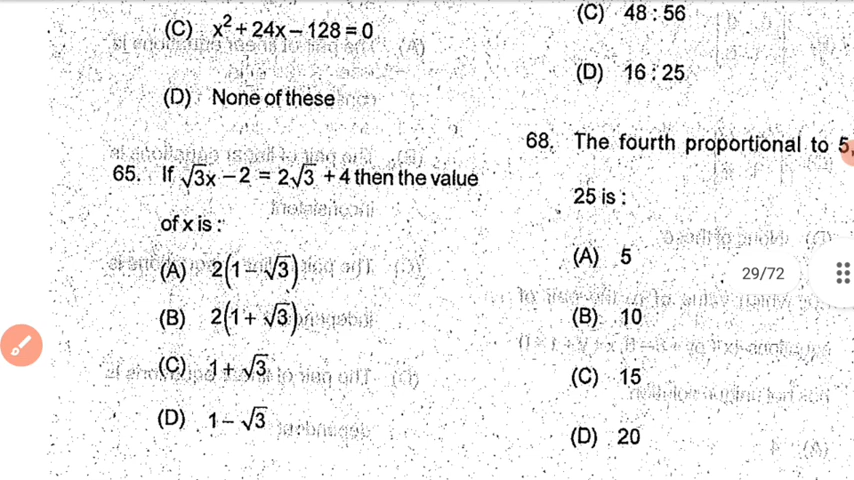 (C) x² + 24x – 128 = 0
(D) None of these
65. If √3x – 2 = 2√3 + 4 then the value
of x is :
(A) 2(1 – √3)
(B) 2(1 + √3)
(C) 1 + √3
(D) 1 – √3
(C) 48 : 56
(D) 16 : 25
68. The fourth proportional to 5,
25 is :
(A) 5
(B) 10
(C) 15
(D) 20
29/72